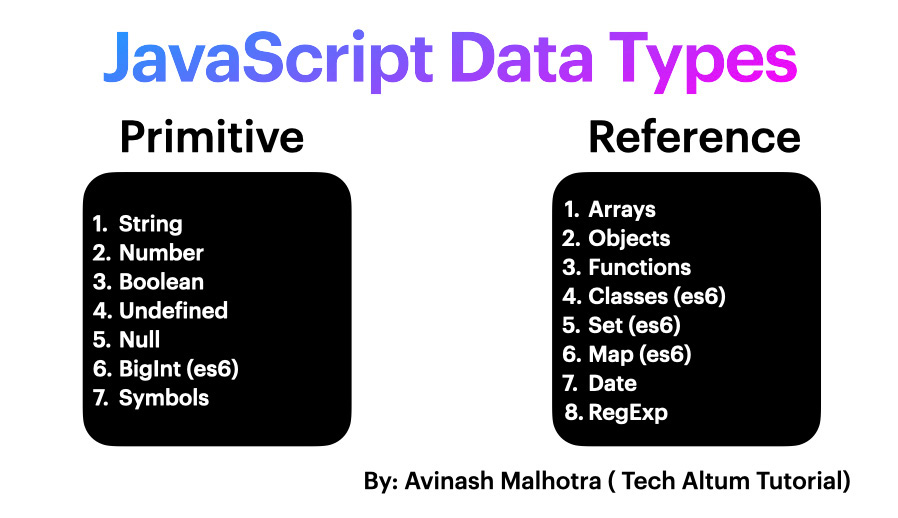 JavaScript Data Types
Primitive
1. String
2. Number
3. Boolean
4. Undefined
5. Null
6. BigInt (es6)
7. Symbols
Reference
1. Arrays
2. Objects
3. Functions
4. Classes (es6)
5. Set (es6)
6. Map (es6)
7. Date
8. RegExp
By: Avinash Malhotra ( Tech Altum Tutorial)